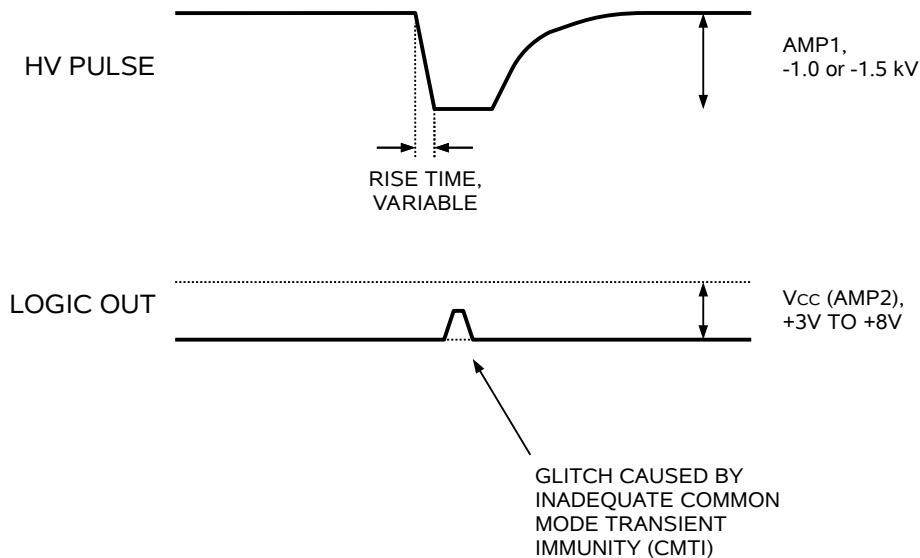 HV PULSE
AMP1,
-1.0 or -1.5 kV
RISE TIME,
VARIABLE
LOGIC OUT
VCC (AMP2),
+3V TO +8V
GLITCH CAUSED BY
INADEQUATE COMMON
MODE TRANSIENT
IMMUNITY (CMTI)